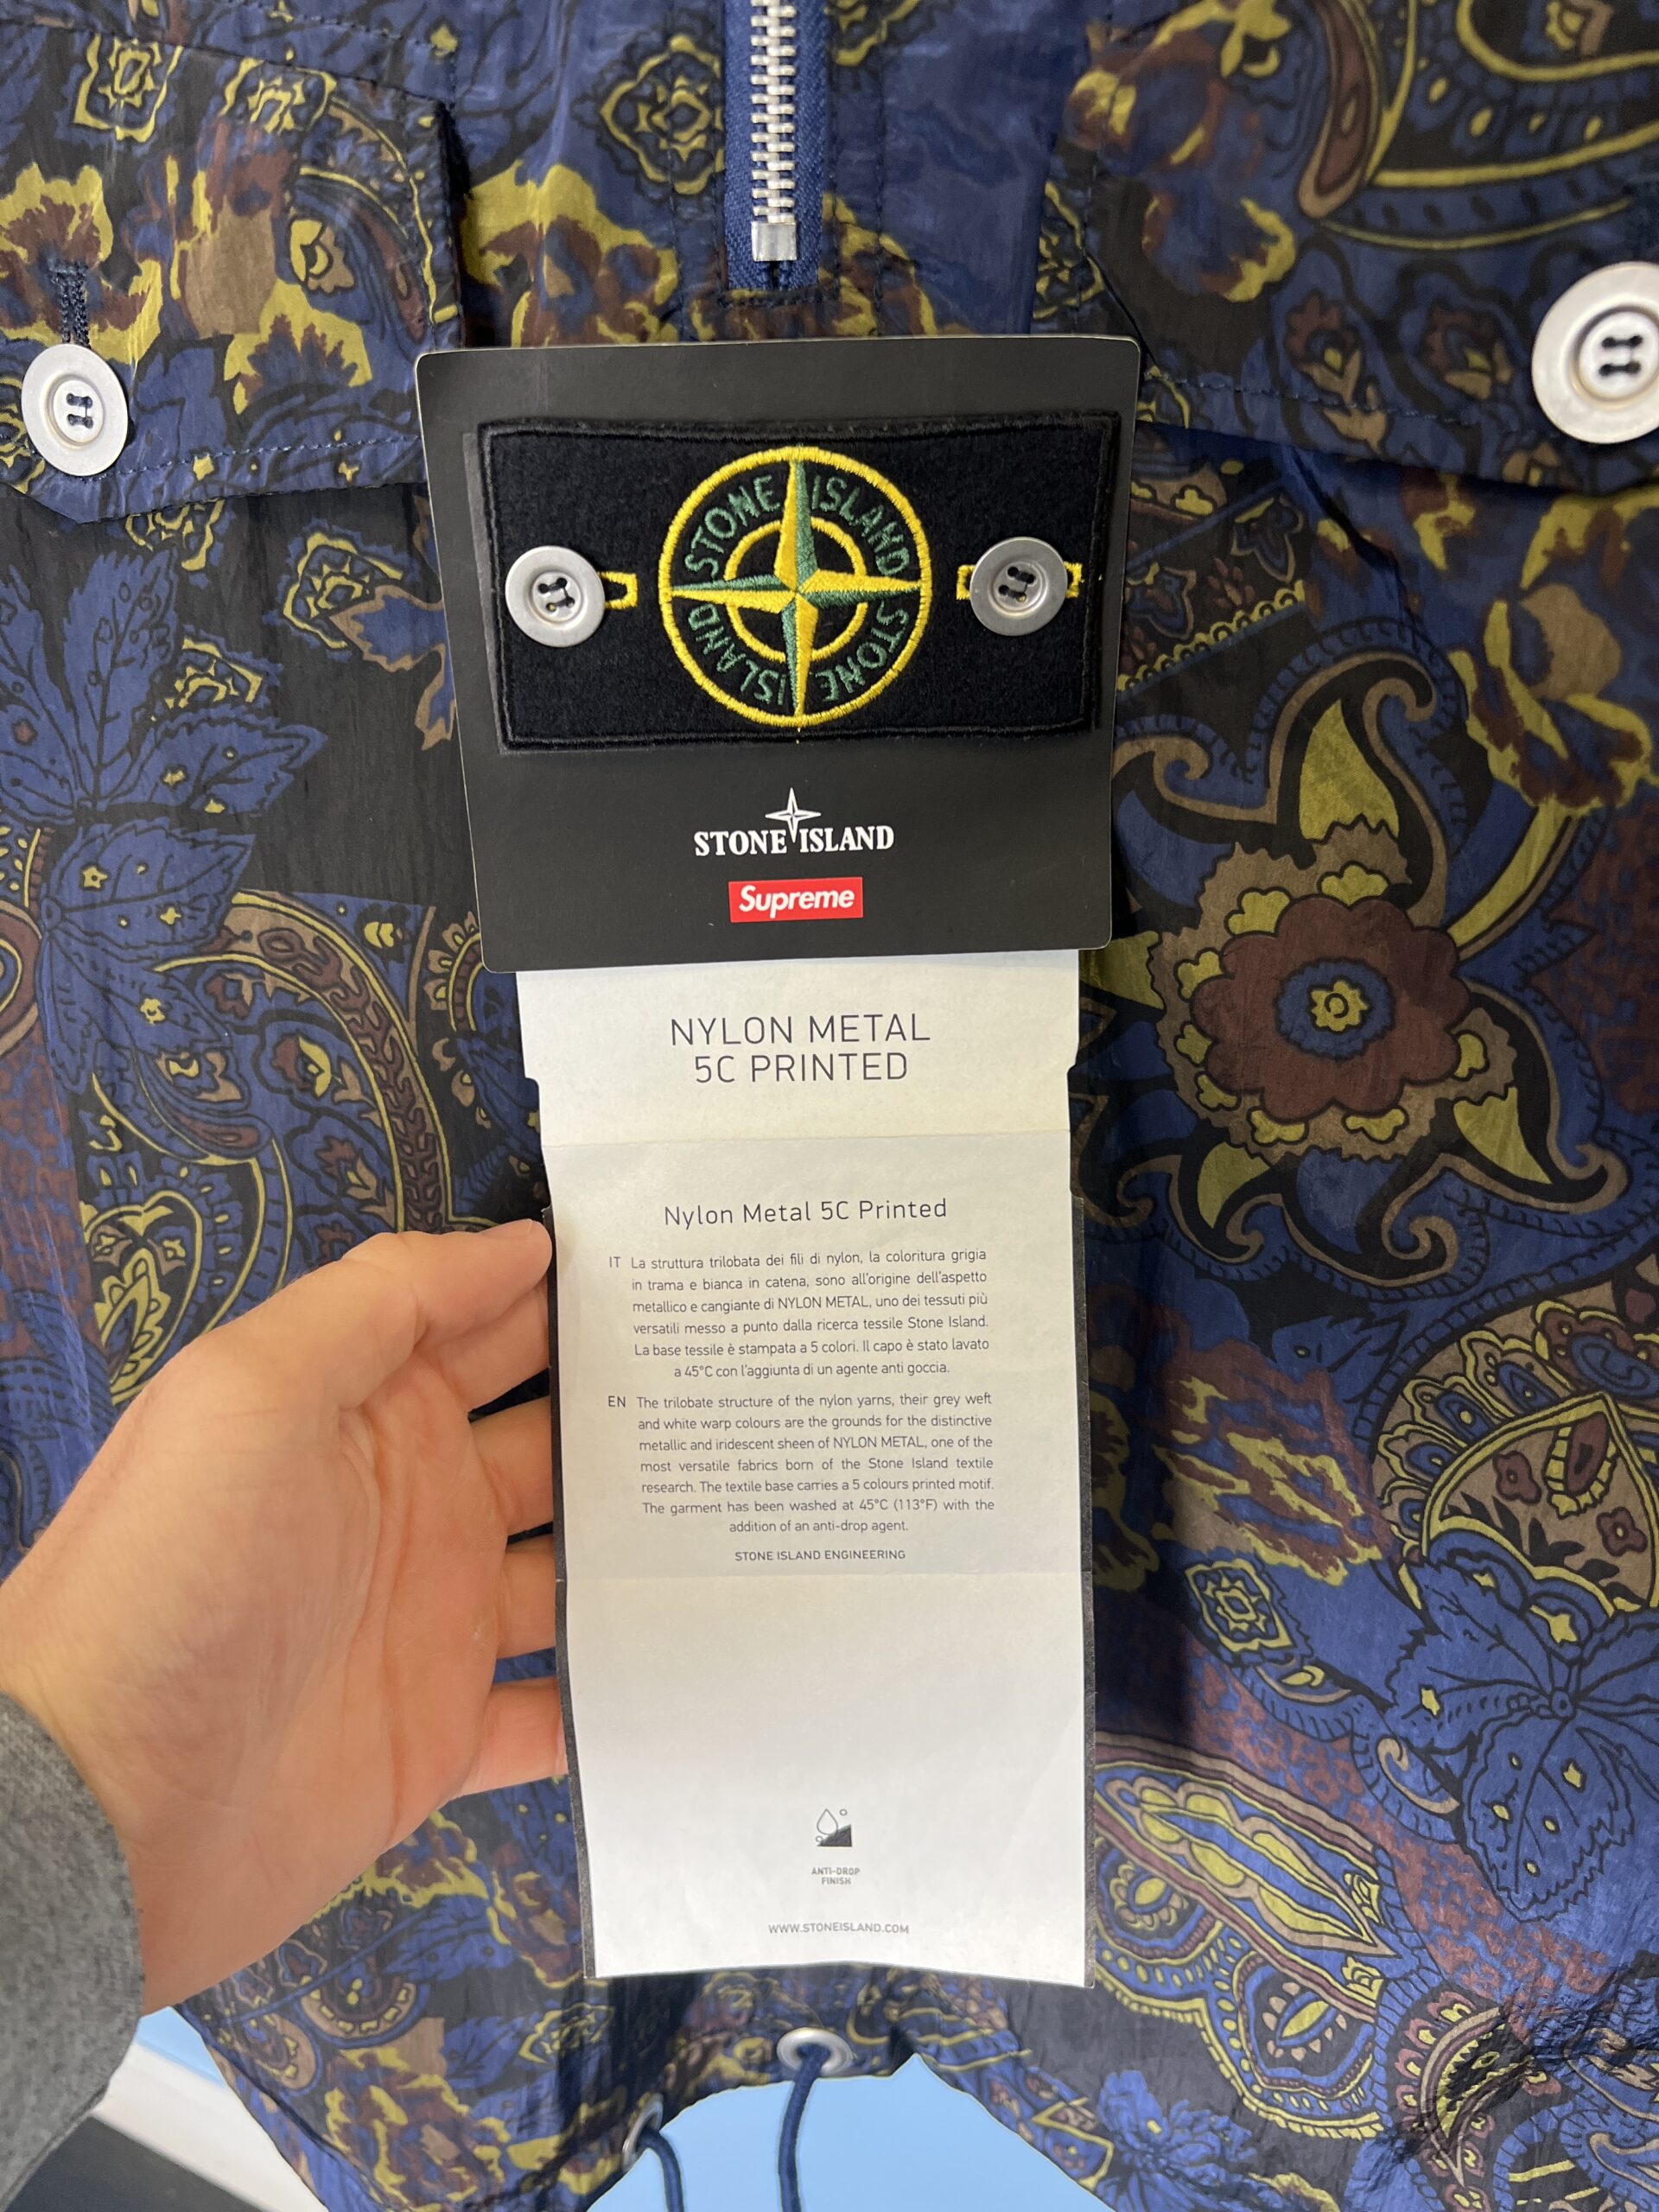 STONE ISLAND
STONE ISLAND
STONE ISLAND
Supreme
NYLON METAL
5C PRINTED
Nylon Metal 5C Printed
IT La struttura trilobata dei fili di nylon, la coloritura grigia
in trama e bianca in catena, sono all'origine dell'aspetto
metallico e cangiante di NYLON METAL, uno dei tessuti più
versatili messo a punto dalla ricerca tessile Stone Island.
La base tessile è stampata a 5 colori. Il capo è stato lavato
a 45°C con l'aggiunta di un agente anti goccia.
EN The trilobate structure of the nylon yarns, their grey weft
and white warp colours are the grounds for the distinctive
metallic and iridescent sheen of NYLON METAL, one of the
most versatile fabrics born of the Stone Island textile
research. The textile base carries a 5 colours printed motif.
The garment has been washed at 45°C (113°F) with the
addition of an anti-drop agent.
STONE ISLAND ENGINEERING
ANTI-DROP
FINISH
WWW.STONEISLAND.COM